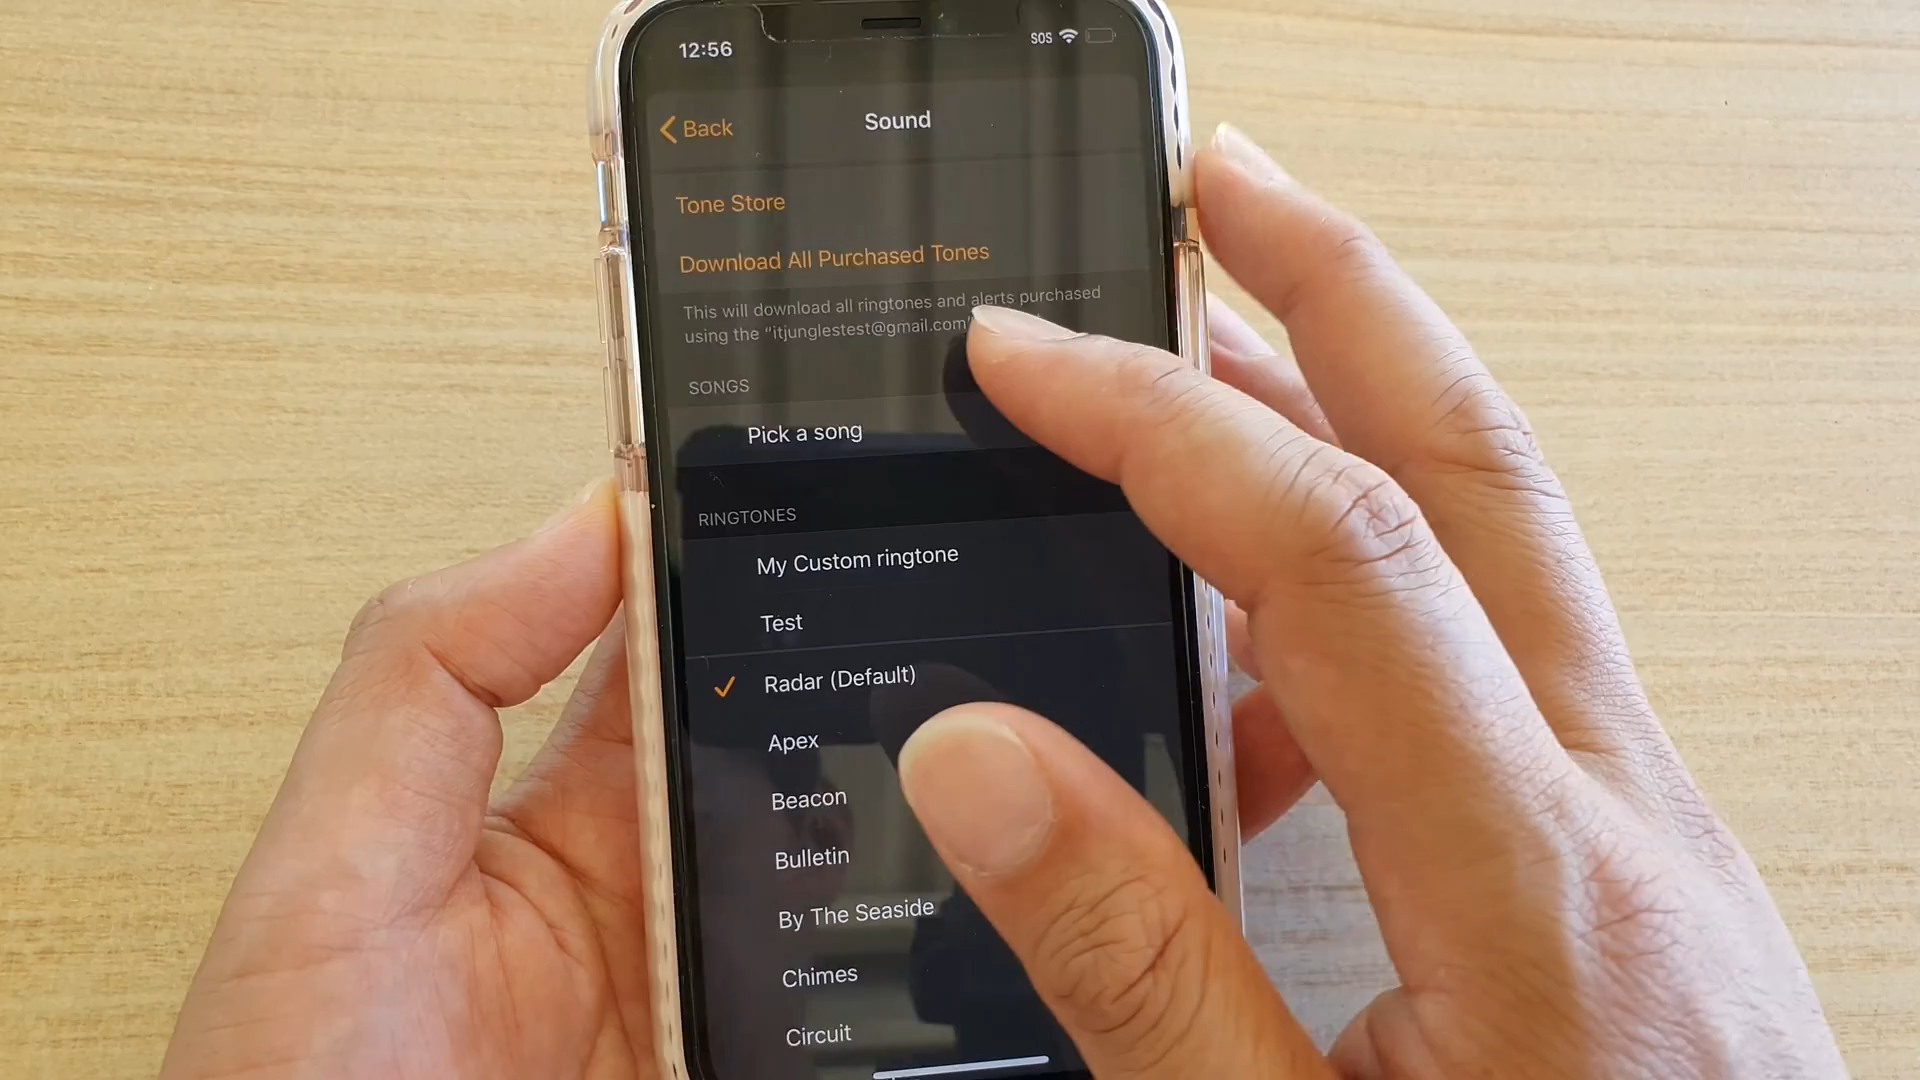 12:56
SOS
Back
Sound
Tone Store
Download All Purchased Tones
This will download all ringtones and alerts purchased
using the “itjunglestest@gmail.com
SONGS
Pick a song
RINGTONES
My Custom ringtone
Test
Radar (Default)
Apex
Beacon
Bulletin
By The Seaside
Chimes
Circuit